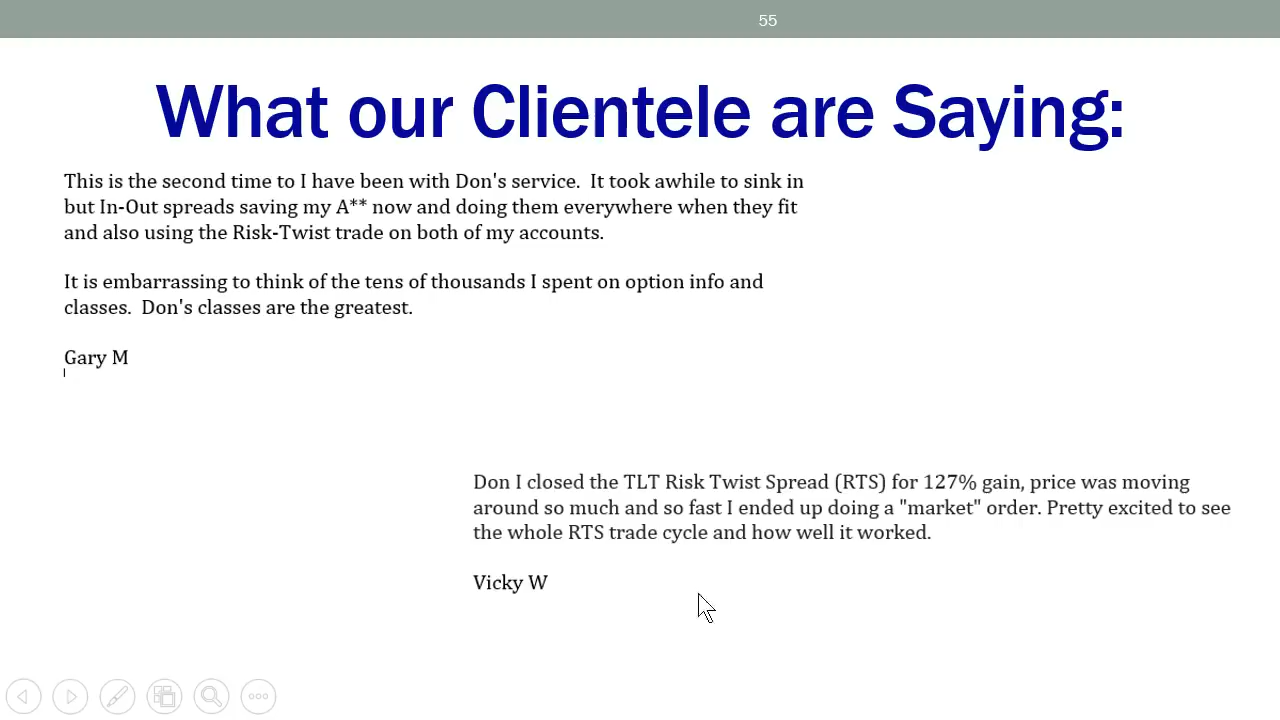 55
What our Clientele are Saying:
This is the second time to I have been with Don's service.  It took awhile to sink in
but In-Out spreads saving my A** now and doing them everywhere when they fit
and also using the Risk-Twist trade on both of my accounts.
It is embarrassing to think of the tens of thousands I spent on option info and
classes.  Don's classes are the greatest.
Gary M
Don I closed the TLT Risk Twist Spread (RTS) for 127% gain, price was moving
around so much and so fast I ended up doing a "market" order. Pretty excited to see
the whole RTS trade cycle and how well it worked.
Vicky W